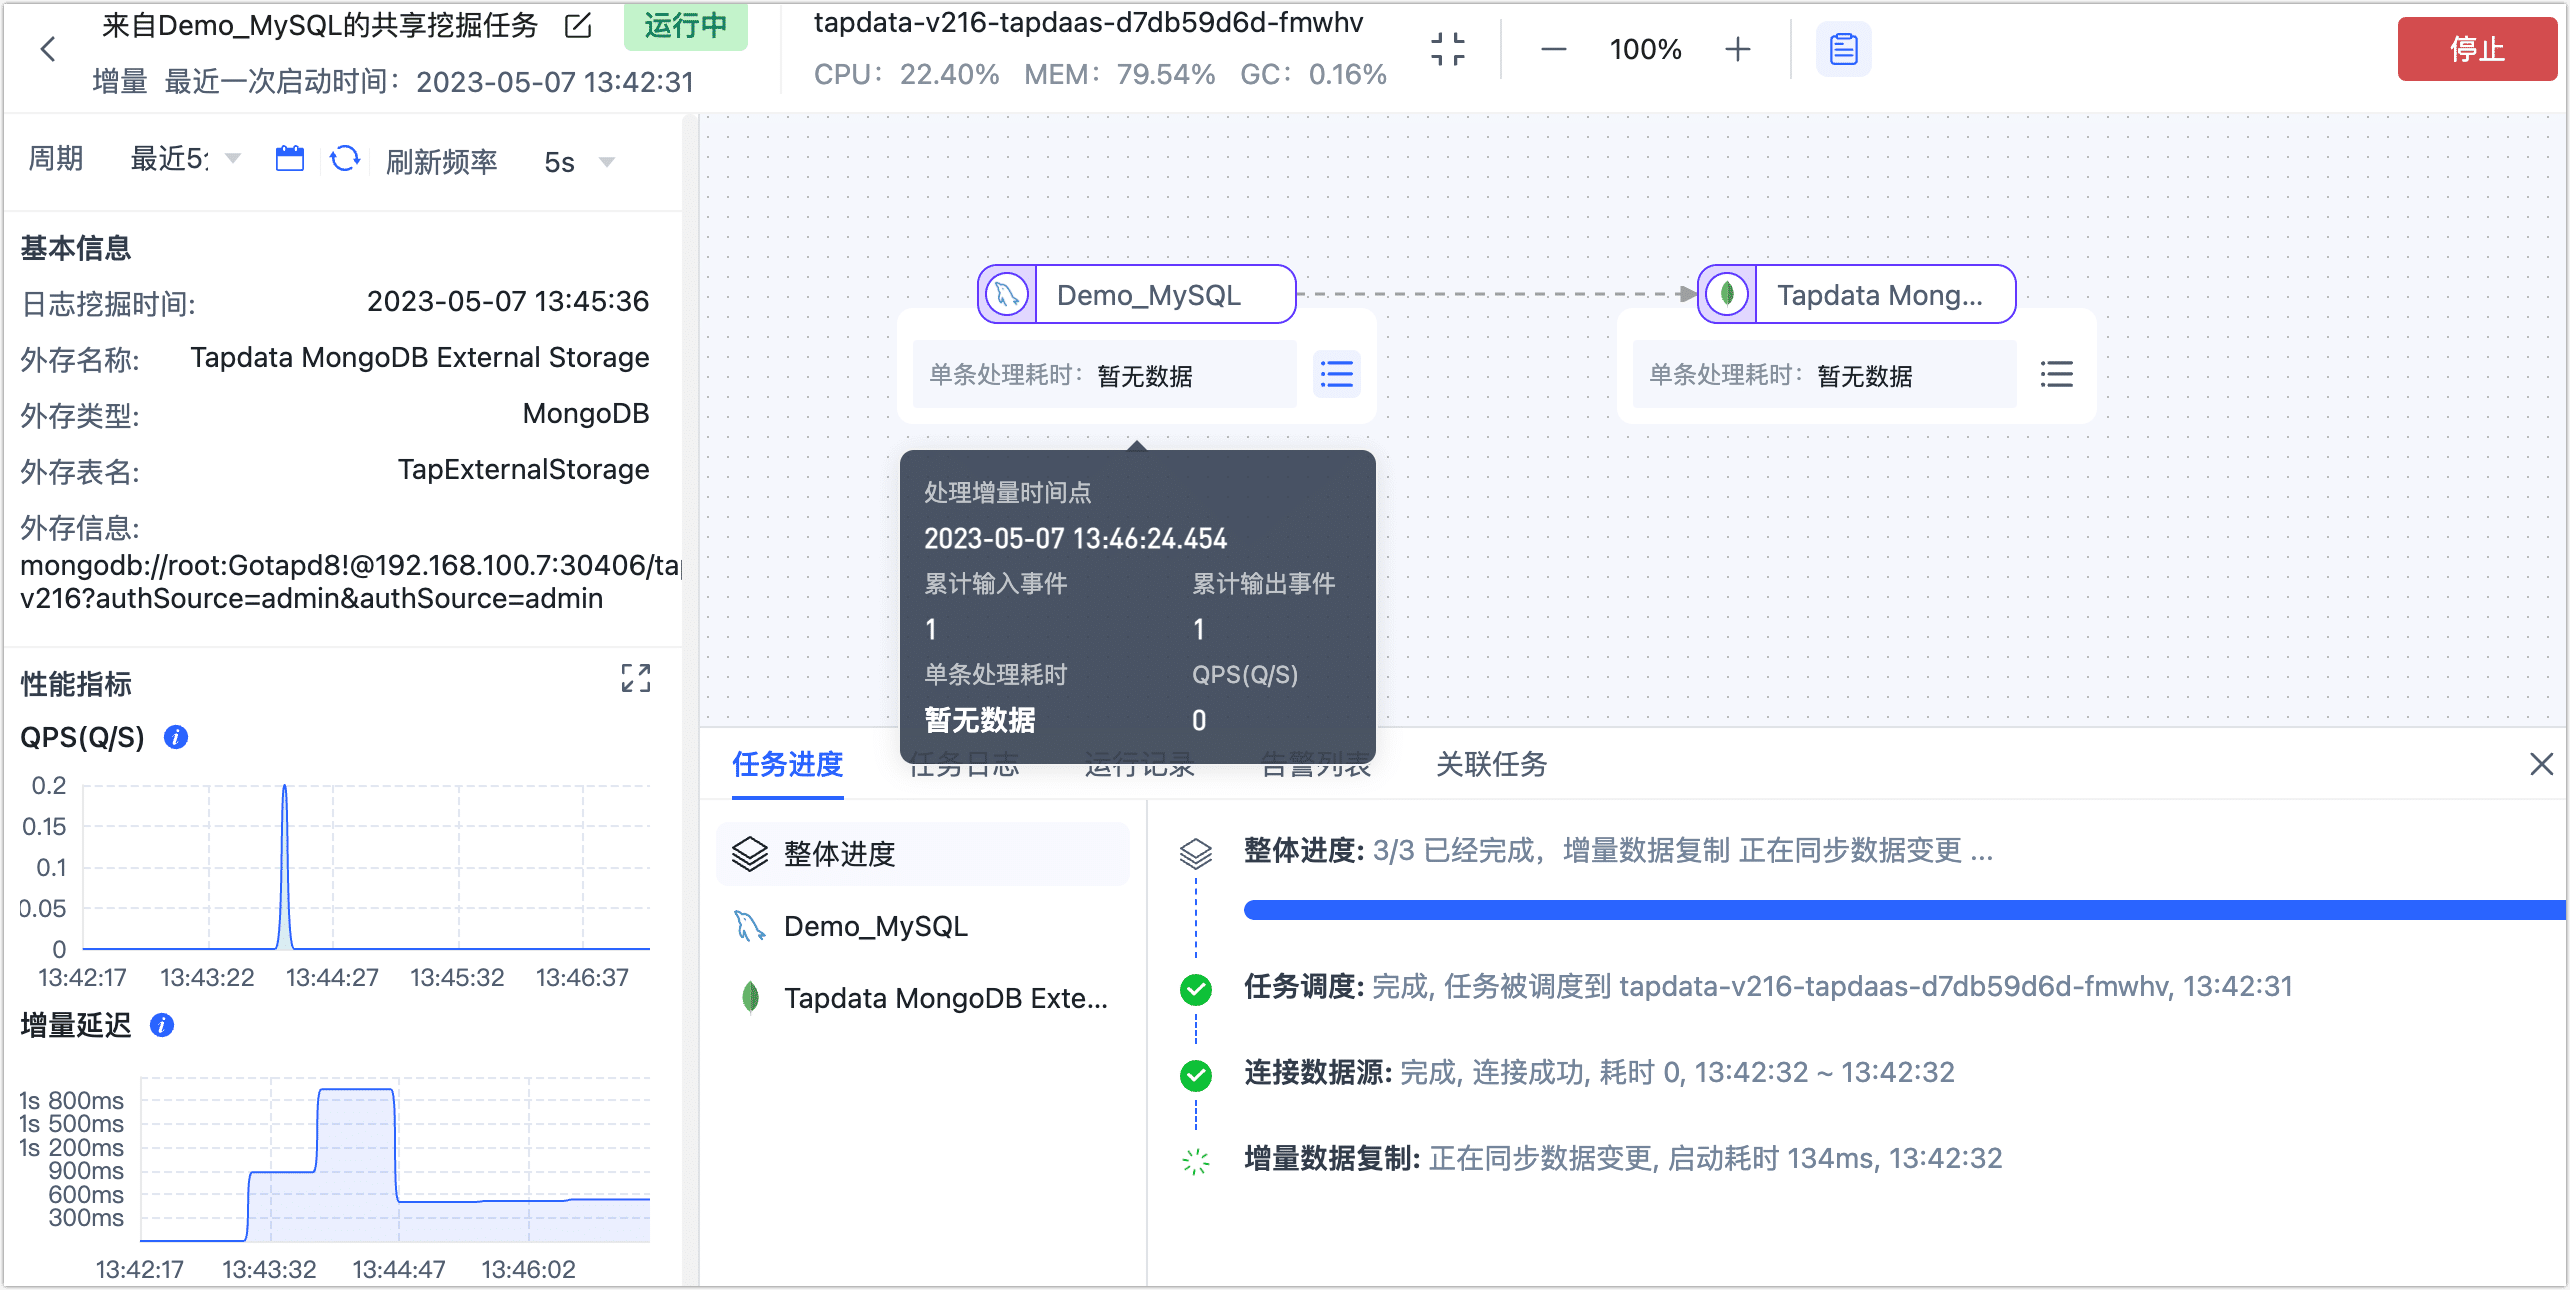 来自Demo_MySQL的共享挖掘任务
运行中
增量 最近一次启动时间：2023-05-07 13:42:31
tapdata-v216-tapdaas-d7db59d6d-fmwhv
CPU：22.40% MEM：79.54% GC：0.16%
100%
停止
周期
最近5
刷新频率
5s
基本信息
日志挖掘时间: 2023-05-07 13:45:36
外存名称: Tapdata MongoDB External Storage
外存类型: MongoDB
外存表名: TapExternalStorage
外存信息:
mongodb://root:Gotapd8!@192.168.100.7:30406/tap
v216?authSource=admin&authSource=admin
性能指标
QPS(Q/S)
0.2
0.15
0.1
0.05
0
13:42:17 13:43:22 13:44:27 13:45:32 13:46:37
增量延迟
1s 800ms
1s 500ms
1s 200ms
900ms
600ms
300ms
13:42:17 13:43:32 13:44:47 13:46:02
Demo_MySQL
单条处理耗时：暂无数据
Tapdata Mong...
单条处理耗时：暂无数据
处理增量时间点
2023-05-07 13:46:24.454
累计输入事件 累计输出事件
1 1
单条处理耗时 QPS(Q/S)
暂无数据 0
任务进度 任务日志 运行记录 告警列表 关联任务
整体进度
Demo_MySQL
Tapdata MongoDB Exte...
整体进度: 3/3 已经完成，增量数据复制 正在同步数据变更 ...
任务调度: 完成, 任务被调度到 tapdata-v216-tapdaas-d7db59d6d-fmwhv, 13:42:31
连接数据源: 完成, 连接成功, 耗时 0, 13:42:32 ~ 13:42:32
增量数据复制: 正在同步数据变更, 启动耗时 134ms, 13:42:32